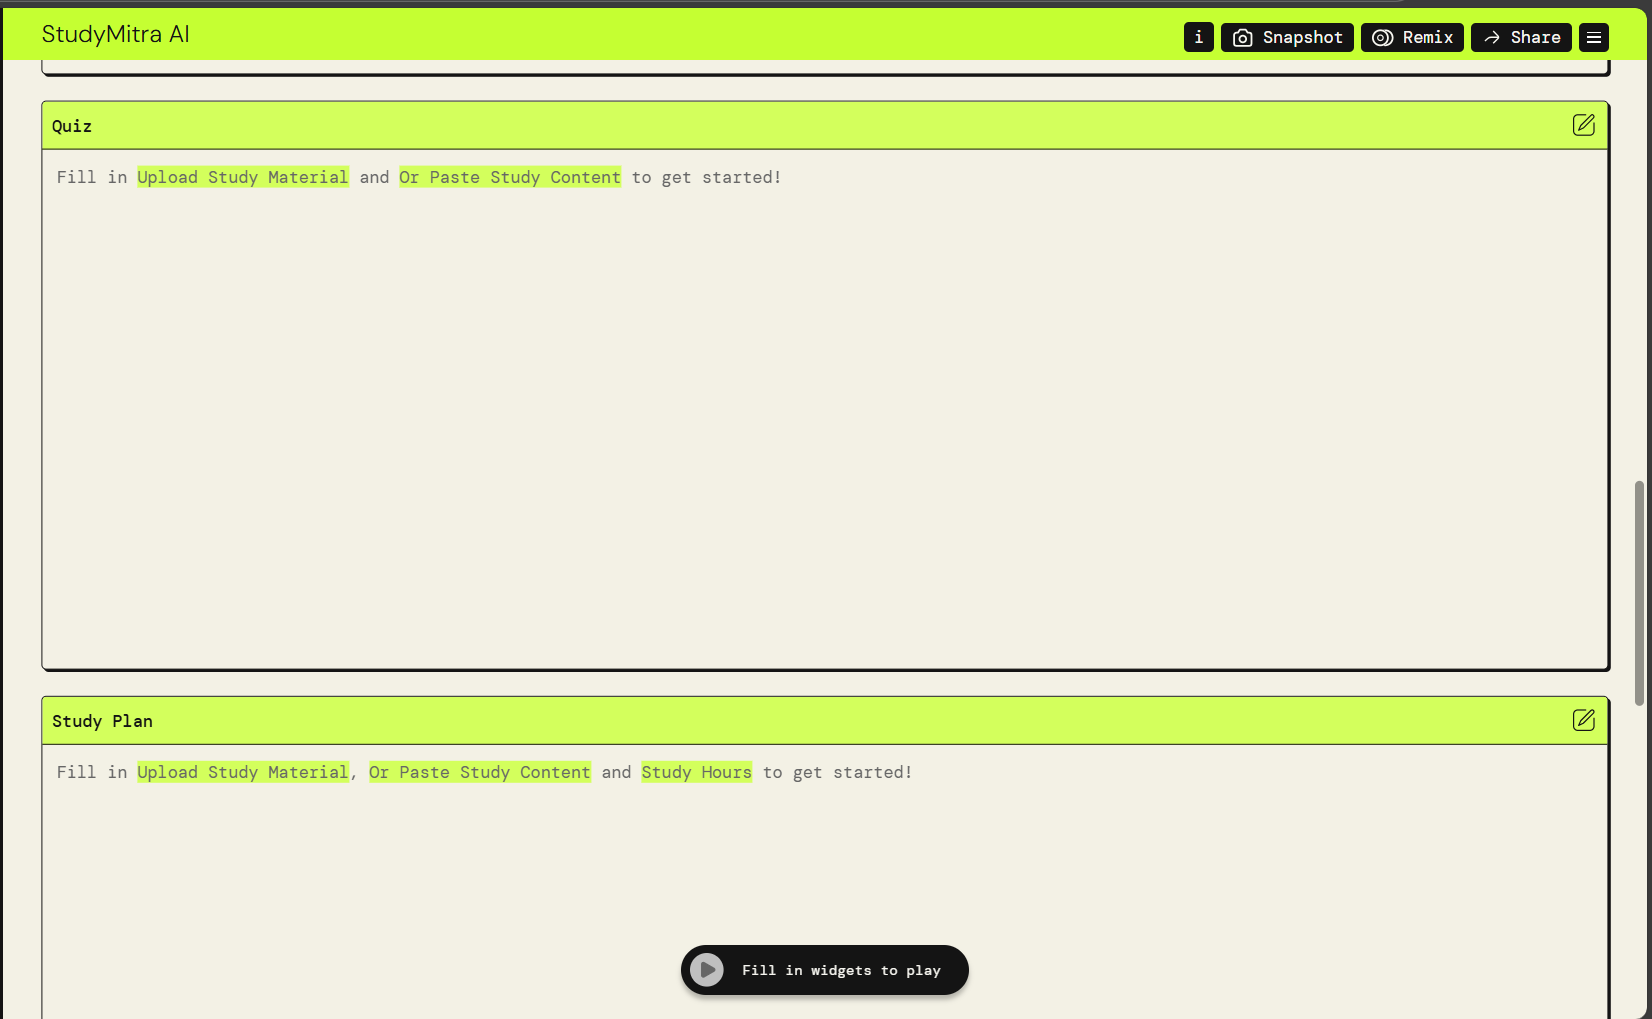 StudyMitra AI
i Snapshot Remix Share
Quiz
Fill in Upload Study Material and Or Paste Study Content to get started!
Study Plan
Fill in Upload Study Material, Or Paste Study Content and Study Hours to get started!
Fill in widgets to play